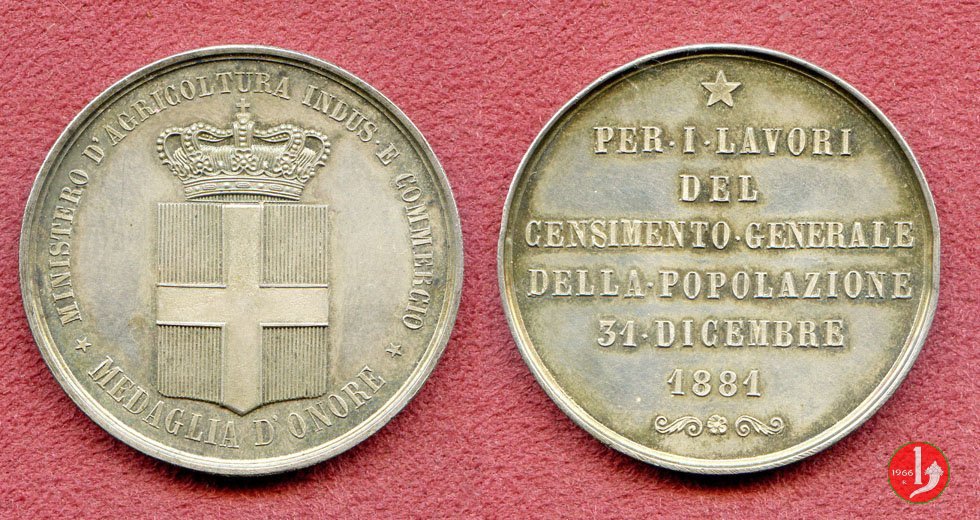 MINISTERO D'AGRICOLTURA INDUS. E COMMERCIO
★ MEDAGLIA D'ONORE ★
PER·I·LAVORI
DEL
CENSIMENTO·GENERALE
DELLA·POPOLAZIONE
31·DICEMBRE
1881
1966